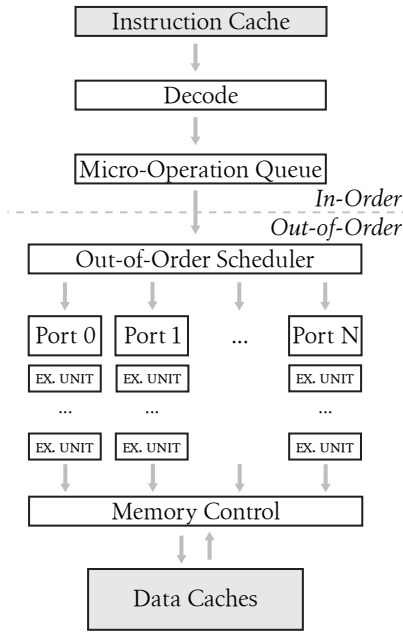 Instruction Cache
Decode
Micro-Operation Queue
In-Order
Out-of-Order
Out-of-Order Scheduler
Port 0 Port 1 ... Port N
EX. UNIT EX. UNIT EX. UNIT
... ... ...
EX. UNIT EX. UNIT EX. UNIT
Memory Control
Data Caches